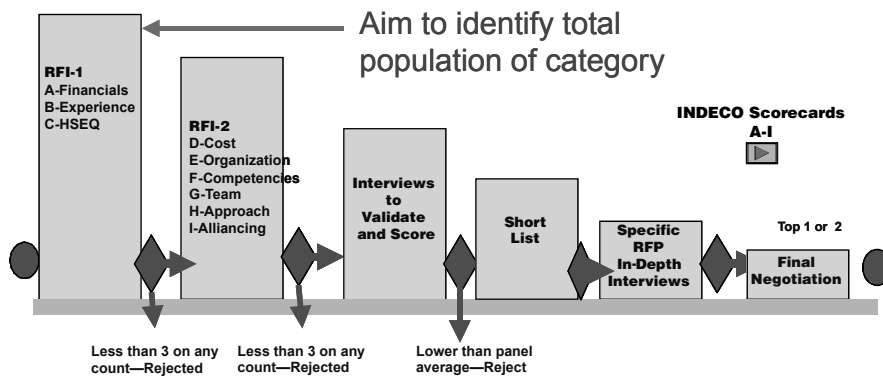 Aim to identify total
population of category
RFI-1
A-Financials
B-Experience
C-HSEQ
RFI-2
D-Cost
E-Organization
F-Competencies
G-Team
H-Approach
I-Alliancing
Interviews
to
Validate
and Score
Short
List
Specific
RFP
In-Depth
Interviews
INDECO Scorecards
A-I
Top 1 or 2
Final
Negotiation
Less than 3 on any
count—Rejected
Less than 3 on any
count—Rejected
Lower than panel
average—Reject